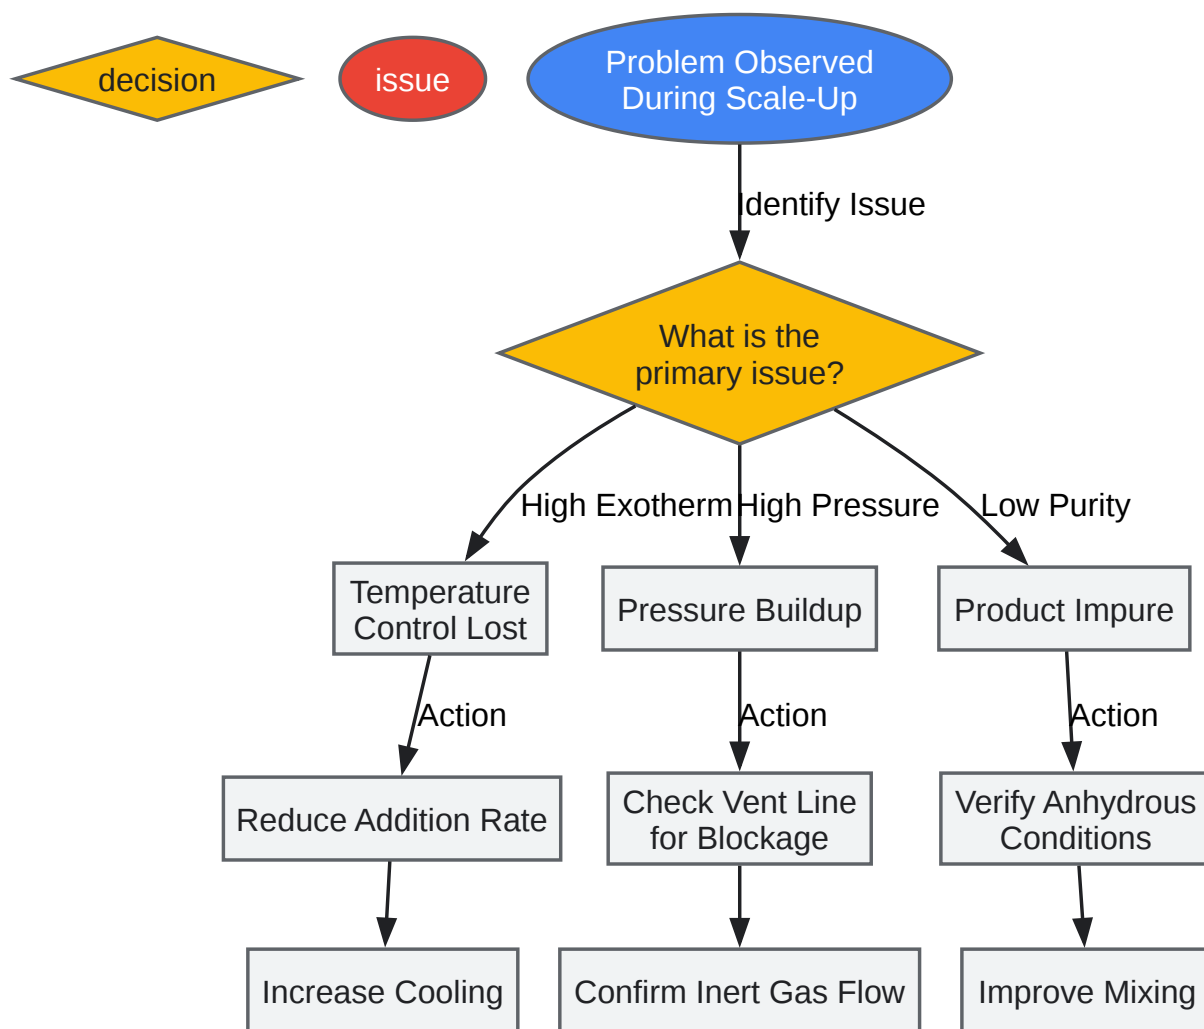 decision
issue
Problem Observed
During Scale-Up
Identify Issue
What is the
primary issue?
High Exotherm
High Pressure
Low Purity
Temperature
Control Lost
Pressure Buildup
Product Impure
Action
Action
Action
Reduce Addition Rate
Check Vent Line
for Blockage
Verify Anhydrous
Conditions
Increase Cooling
Confirm Inert Gas Flow
Improve Mixing